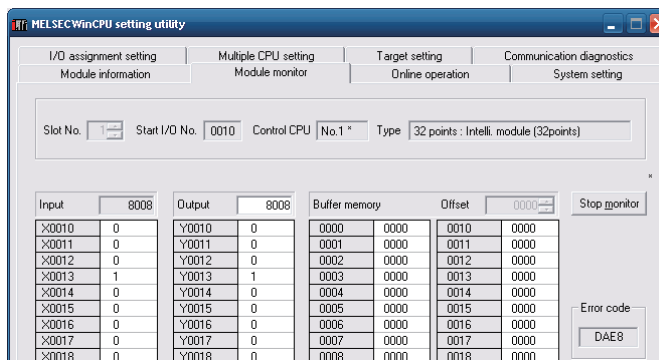 MELSECWinCPU setting utility
I/O assignment setting Multiple CPU setting Target setting Communication diagnostics
Module information Module monitor Online operation System setting
Slot No. 1 Start I/O No. 0010 Control CPU No.1 * Type 32 points : Intelli. module (32points)
*
Input 8008 Output 8008 Buffer memory Offset 0000 Stop monitor
X0010 0 Y0010 0 0000 0000 0010 0000
X0011 0 Y0011 0 0001 0000 0011 0000
X0012 0 Y0012 0 0002 0000 0012 0000
X0013 1 Y0013 1 0003 0000 0013 0000
X0014 0 Y0014 0 0004 0000 0014 0000
X0015 0 Y0015 0 0005 0000 0015 0000 Error code
X0016 0 Y0016 0 0006 0000 0016 0000
X0017 0 Y0017 0 0007 0000 0017 0000 DAE8
X0018 0 Y0018 0 0008 0000 0018 0000